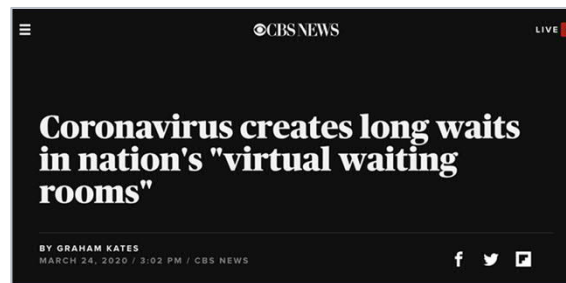 CBS NEWS
LIVE
Coronavirus creates long waits
in nation's "virtual waiting
rooms"
BY GRAHAM KATES
MARCH 24, 2020 / 3:02 PM / CBS NEWS